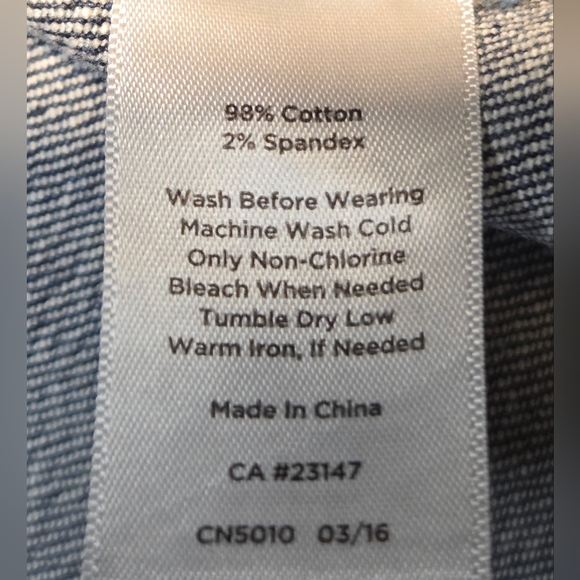 98% Cotton
2% Spandex
Wash Before Wearing
Machine Wash Cold
Only Non-Chlorine
Bleach When Needed
Tumble Dry Low
Warm Iron, If Needed
Made In China
CA #23147
CN5010 03/16